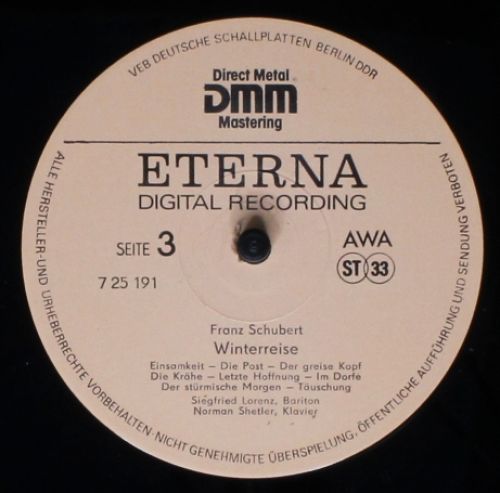 VEB DEUTSCHE SCHALLPLATTEN BERLIN DDR
Direct Metal
DMM
Mastering
ETERNA
DIGITAL RECORDING
SEITE 3
AWA
7 25 191
ST 33
Franz Schubert
Winterreise
Einsamkeit – Die Post – Der greise Kopf
Die Krähe – Letzte Hoffnung – Im Dorfe
Der stürmische Morgen – Täuschung
Siegfried Lorenz, Bariton
Norman Shetler, Klavier
ALLE HERSTELLER-UND URHEBERRECHTE VORBEHALTEN·NICHT GENEHMIGTE ÜBERSPIELUNG, ÖFFENTLICHE AUFFÜHRUNG UND SENDUNG VERBOTEN